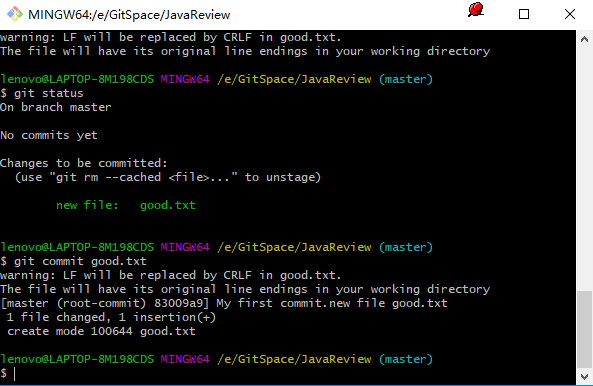 MINGW64:/e/GitSpace/JavaReview
warning: LF will be replaced by CRLF in good.txt.
The file will have its original line endings in your working directory
lenovo@LAPTOP-8M198CDS MINGW64 /e/GitSpace/JavaReview (master)
$ git status
On branch master
No commits yet
Changes to be committed:
(use "git rm --cached <file>..." to unstage)
new file:   good.txt
lenovo@LAPTOP-8M198CDS MINGW64 /e/GitSpace/JavaReview (master)
$ git commit good.txt
warning: LF will be replaced by CRLF in good.txt.
The file will have its original line endings in your working directory
[master (root-commit) 83009a9] My first commit.new file good.txt
1 file changed, 1 insertion(+)
create mode 100644 good.txt
lenovo@LAPTOP-8M198CDS MINGW64 /e/GitSpace/JavaReview (master)
$